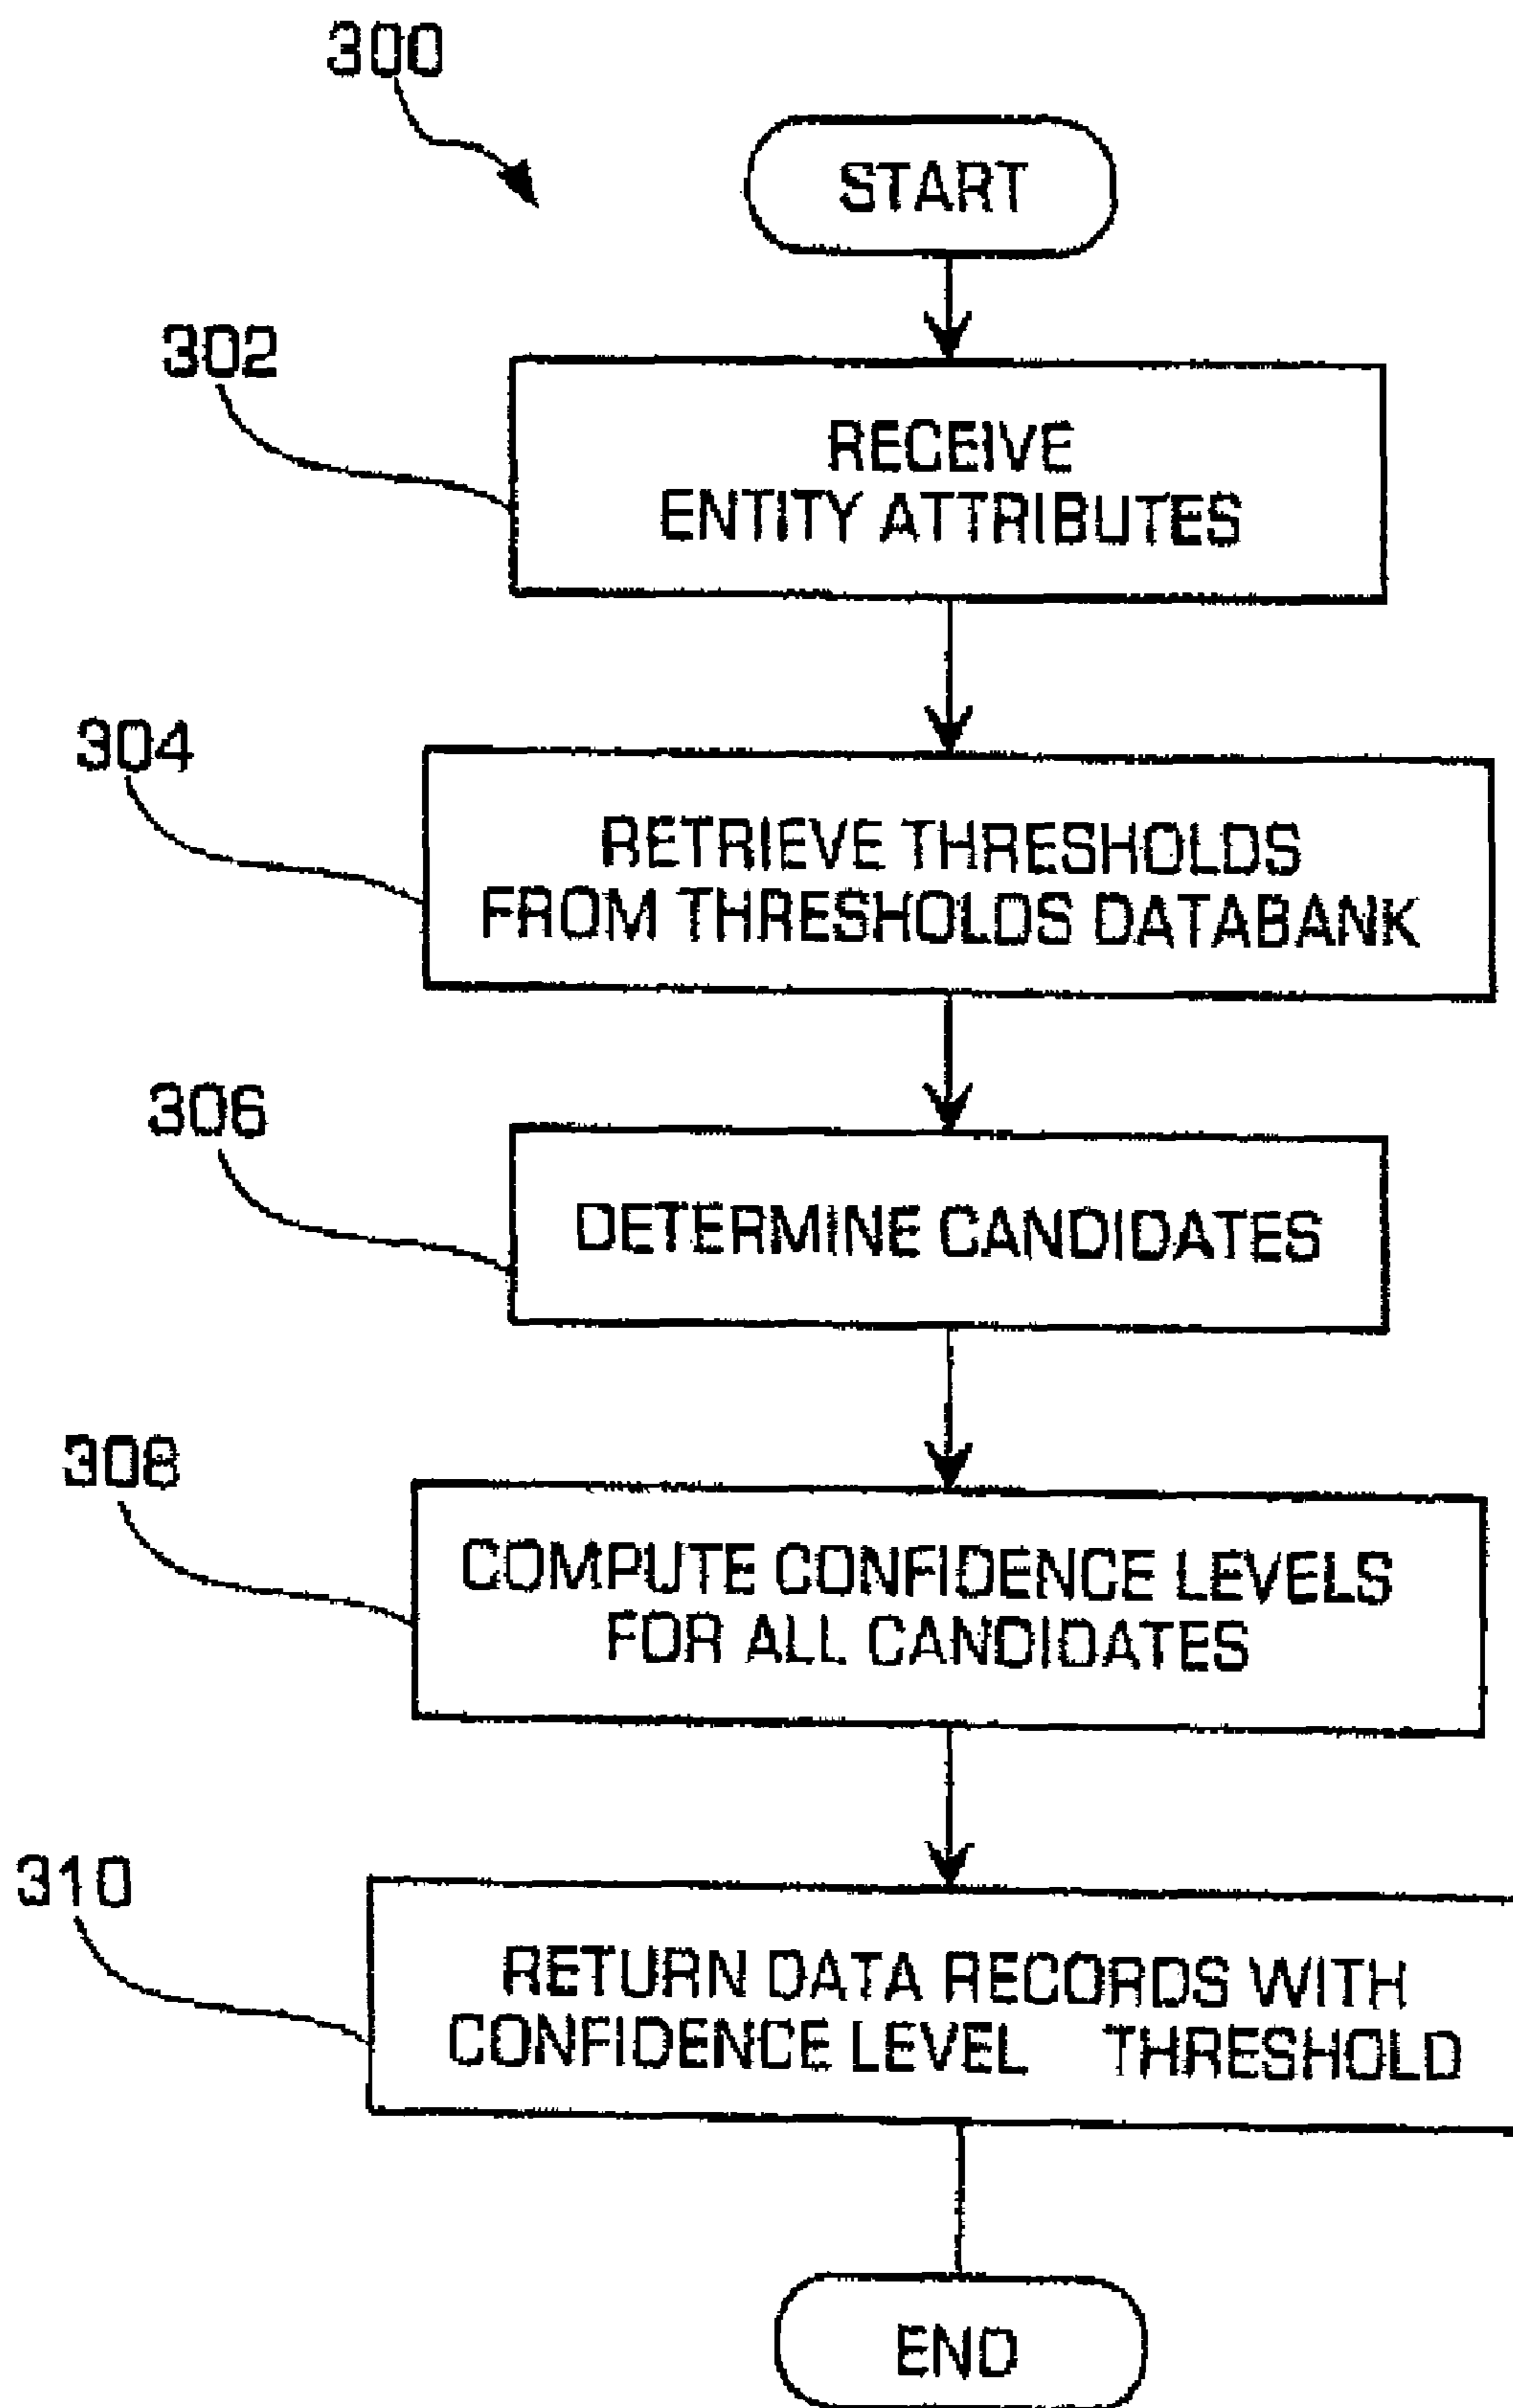 300
START
302
RECEIVE
ENTITY ATTRIBUTES
304
RETRIEVE THRESHOLDS
FROM THRESHOLDS DATABANK
306
DETERMINE CANDIDATES
308
COMPUTE CONFIDENCE LEVELS
FOR ALL CANDIDATES
310
RETURN DATA RECORDS WITH
CONFIDENCE LEVEL THRESHOLD
END